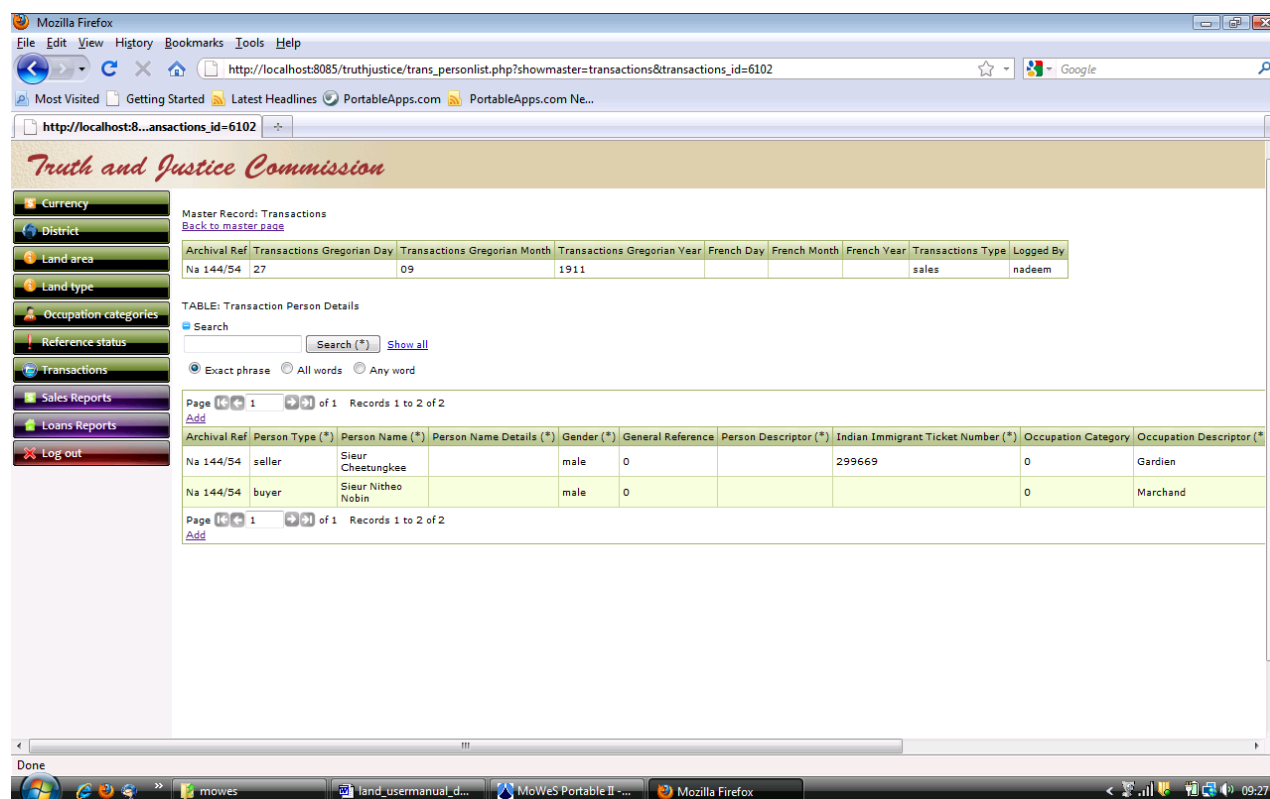 Mozilla Firefox
File Edit View History Bookmarks Tools Help
http://localhost:8085/truthjustice/trans_personlist.php?showmaster=transactions&transactions_id=6102 Google
Most Visited Getting Started Latest Headlines PortableApps.com PortableApps.com Ne...
http://localhost:8...ansactions_id=6102
Truth and Justice Commission
Currency
District
Land area
Land type
Occupation categories
Reference status
Transactions
Sales Reports
Loans Reports
Log out
Master Record: Transactions
Back to master page
Archival Ref Transactions Gregorian Day Transactions Gregorian Month Transactions Gregorian Year French Day French Month French Year Transactions Type Logged By
Na 144/54 27 09 1911 sales nadeem
TABLE: Transaction Person Details
Search
Search (*) Show all
Exact phrase All words Any word
Page 1 of 1 Records 1 to 2 of 2
Add
Archival Ref Person Type (*) Person Name (*) Person Name Details (*) Gender (*) General Reference Person Descriptor (*) Indian Immigrant Ticket Number (*) Occupation Category Occupation Descriptor (*
Na 144/54 seller Sieur Cheetungkee male 0 299669 0 Gardien
Na 144/54 buyer Sieur Nitheo Nobin male 0 0 Marchand
Page 1 of 1 Records 1 to 2 of 2
Add
Done
mowes land_usermanual_d... MoWeS Portable II -... Mozilla Firefox 09:27